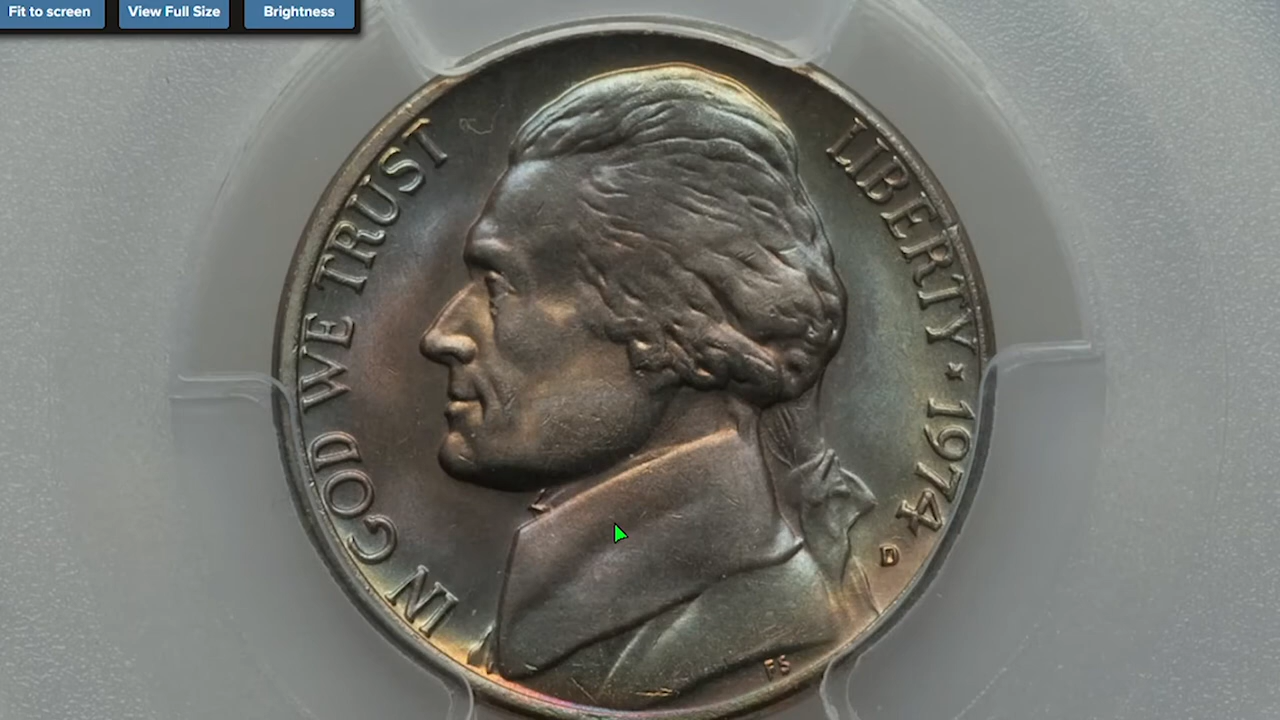 Fit to screen
View Full Size
Brightness
IN GOD WE TRUST
LIBERTY · 1974
D
FS